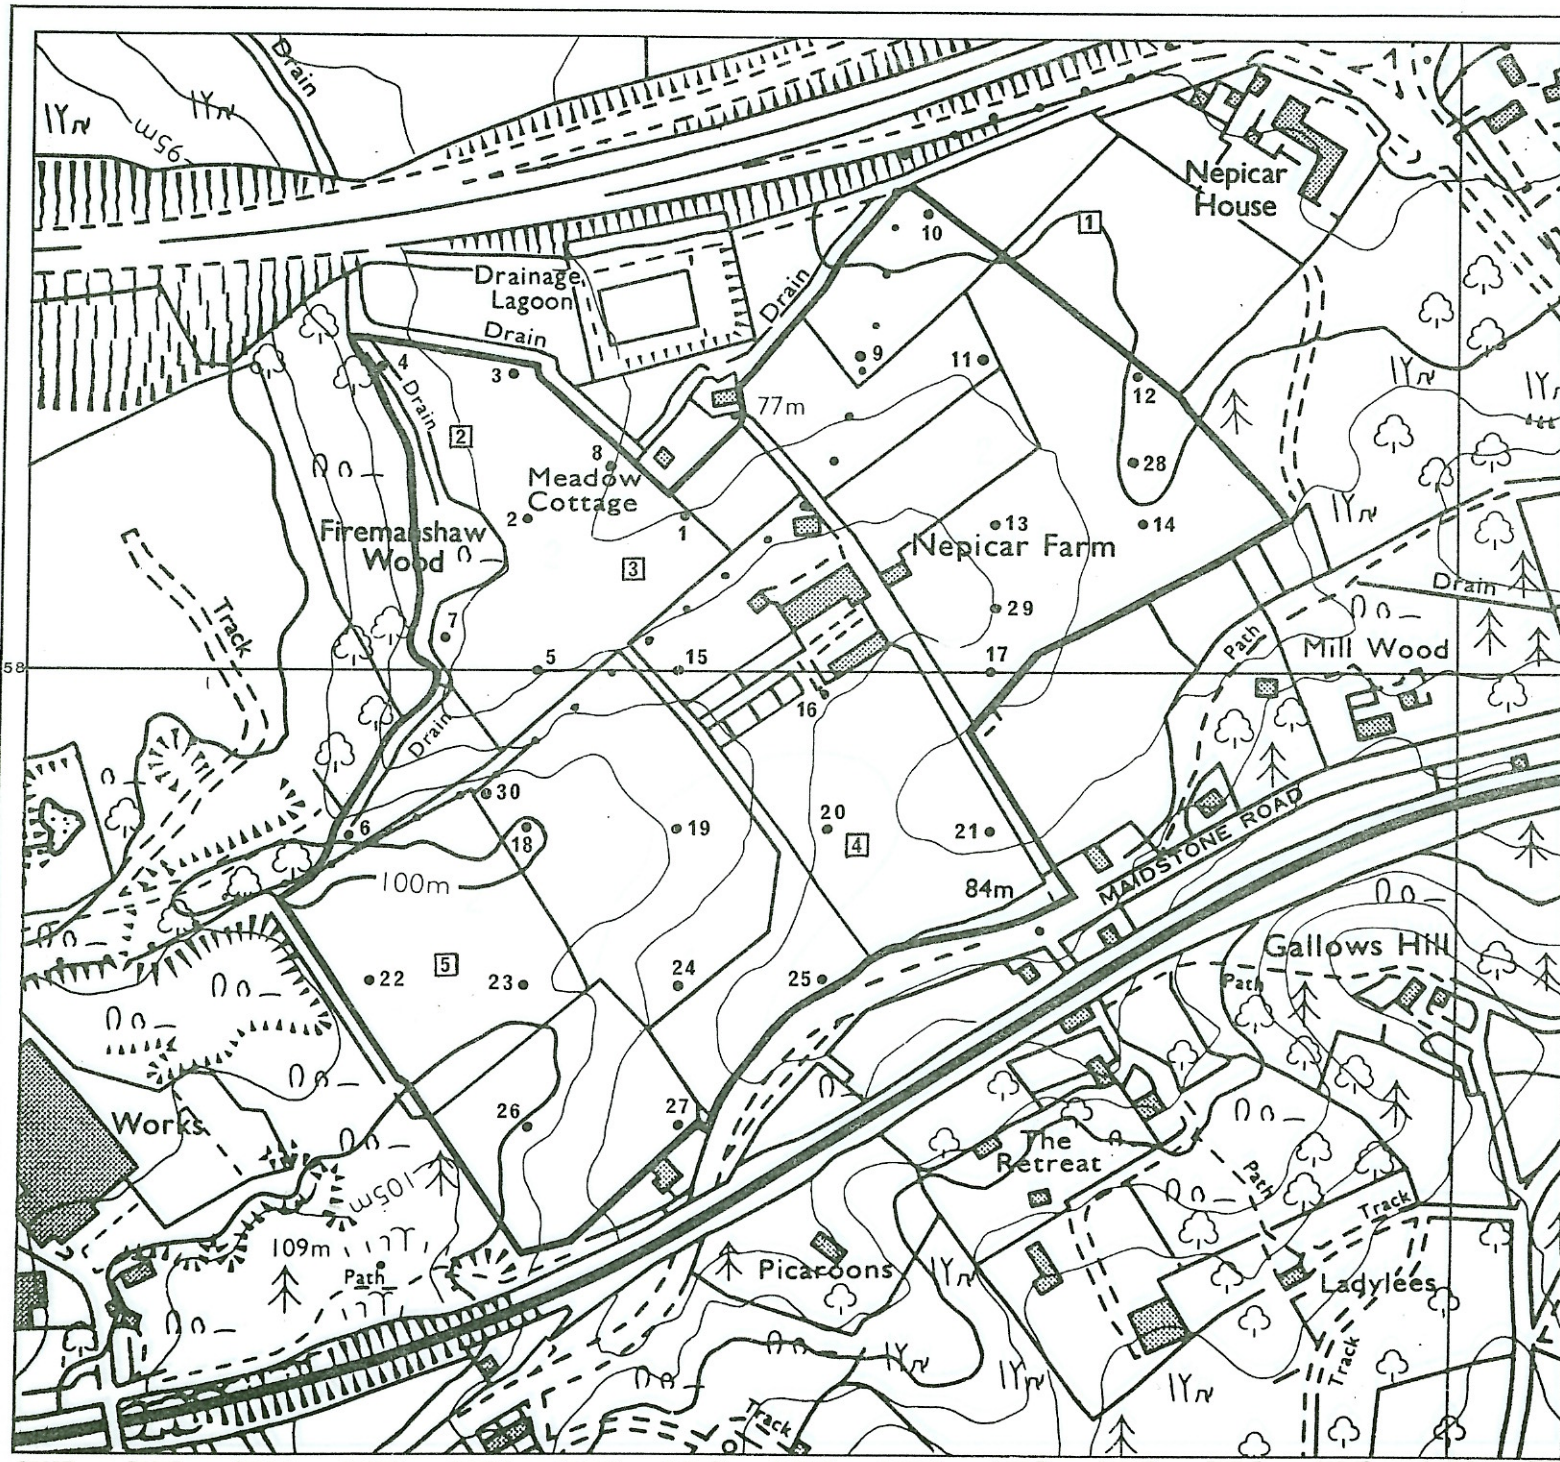 Drain
95m
Nepicar
House
1
10
Drainage
Lagoon
Drain
Drain
4
3
Drain
9
11
12
77m
2
8
Meadow
Cottage
28
2
1
13
14
Firemanshaw
Wood
Nepicar Farm
3
Drain
Track
29
7
Path
Mill Wood
58
5
15
17
16
Drain
30
6
18
19
20
4
21
MAIDSTONE ROAD
100m
84m
Gallows Hill
5
22
23
24
25
Path
Works
26
27
The
Retreat
105m
Path
Track
109m
Path
Picaroons
Ladylees
Track
Track